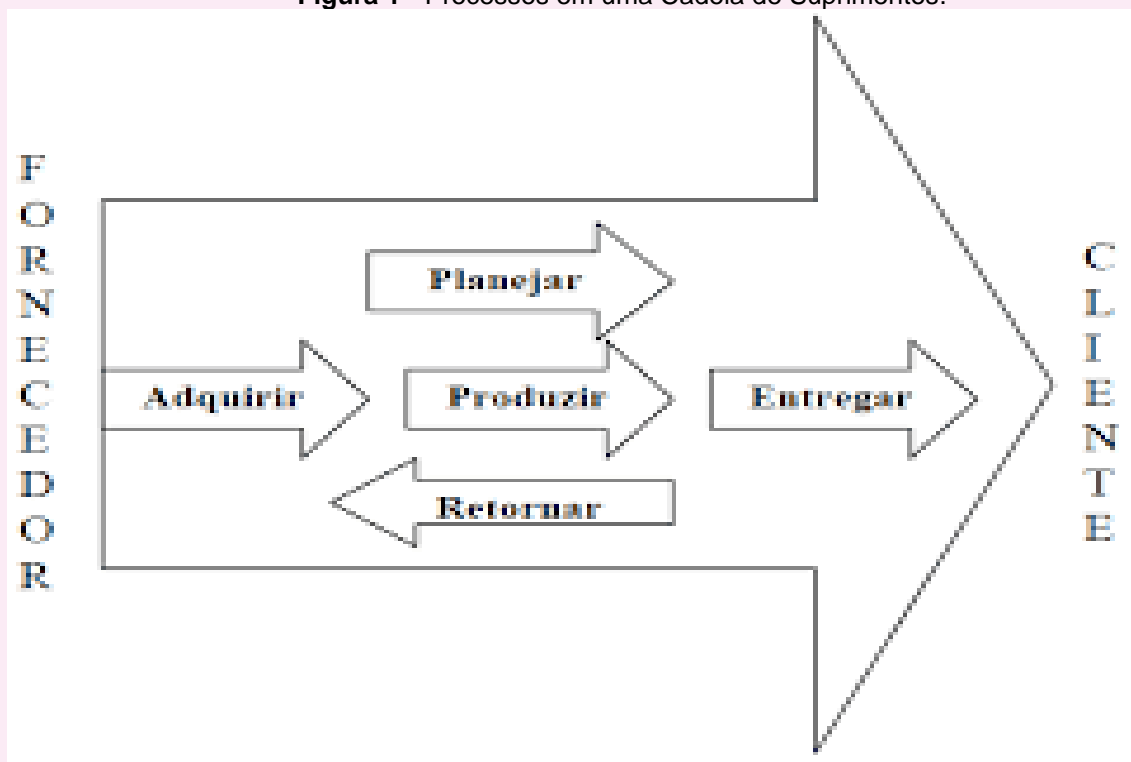 Figura 1 - Processos em uma Cadeia de Suprimentos.
FORNECEDOR
Planejar
Adquirir
Produzir
Entregar
Retornar
CLIENTE